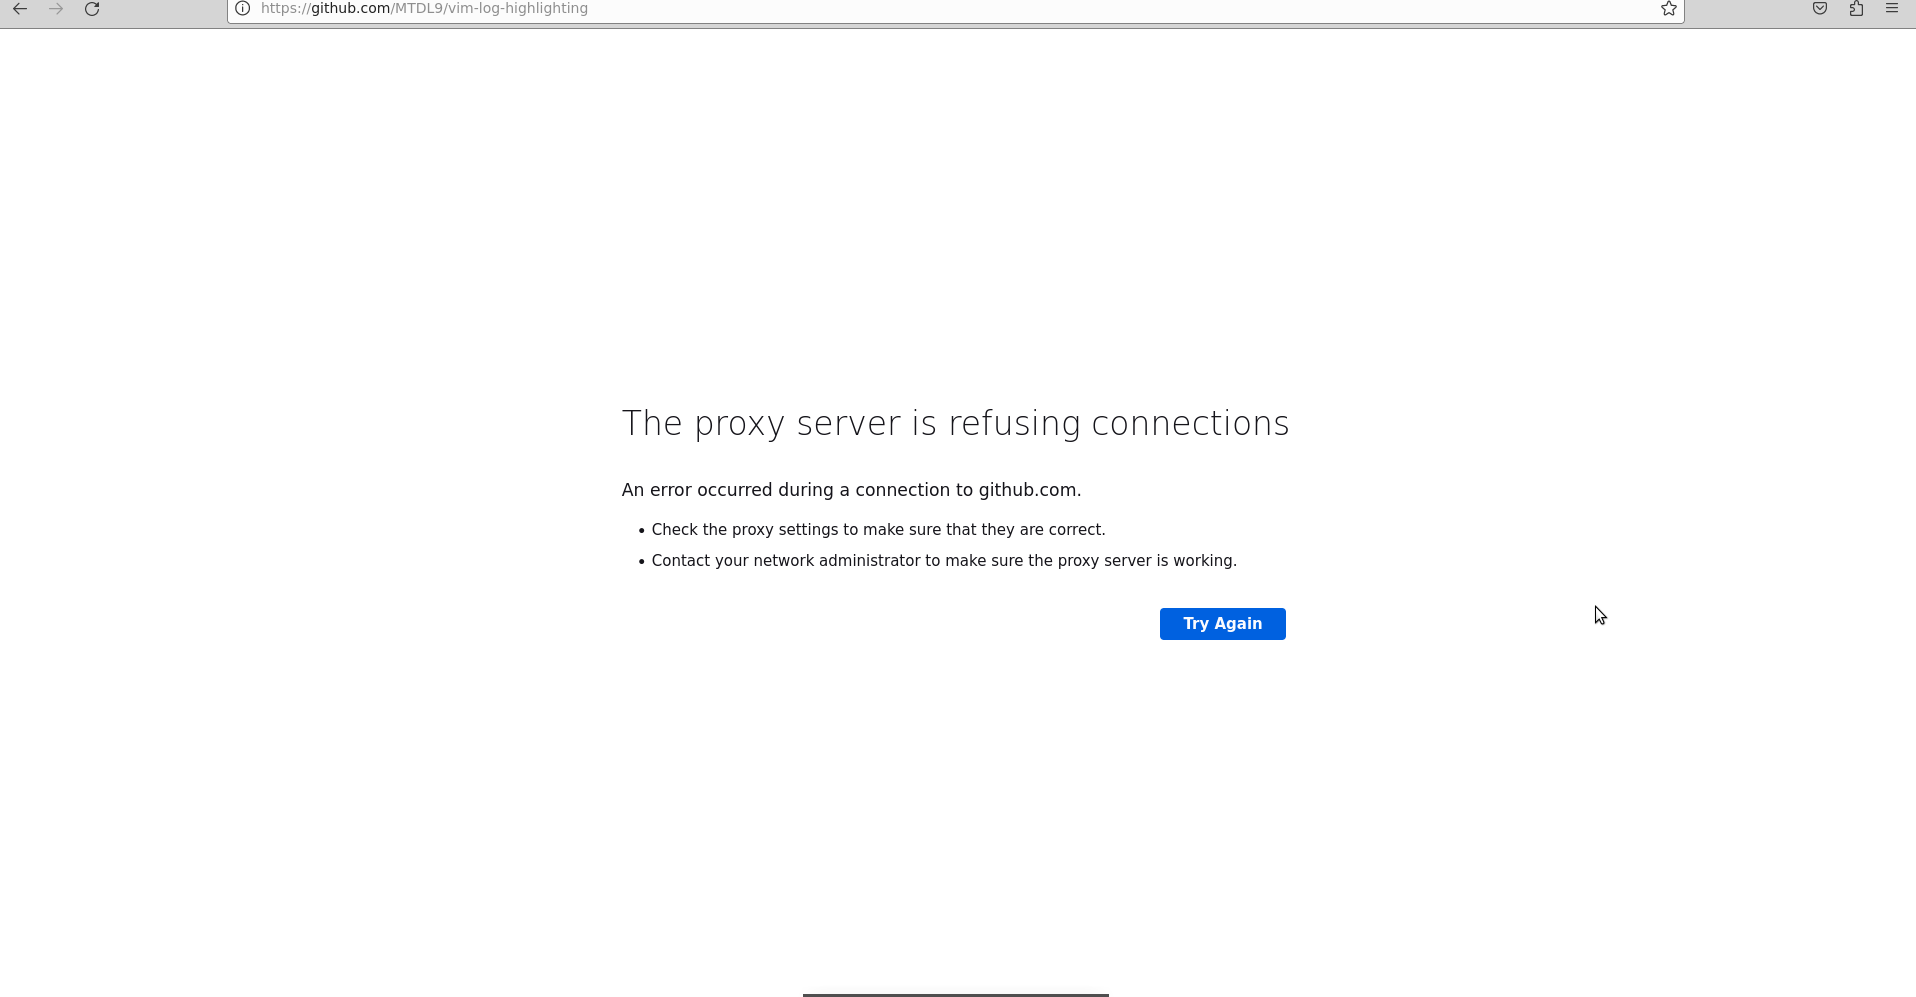 https://github.com/MTDL9/vim-log-highlighting
The proxy server is refusing connections
An error occurred during a connection to github.com.
• Check the proxy settings to make sure that they are correct.
• Contact your network administrator to make sure the proxy server is working.
Try Again